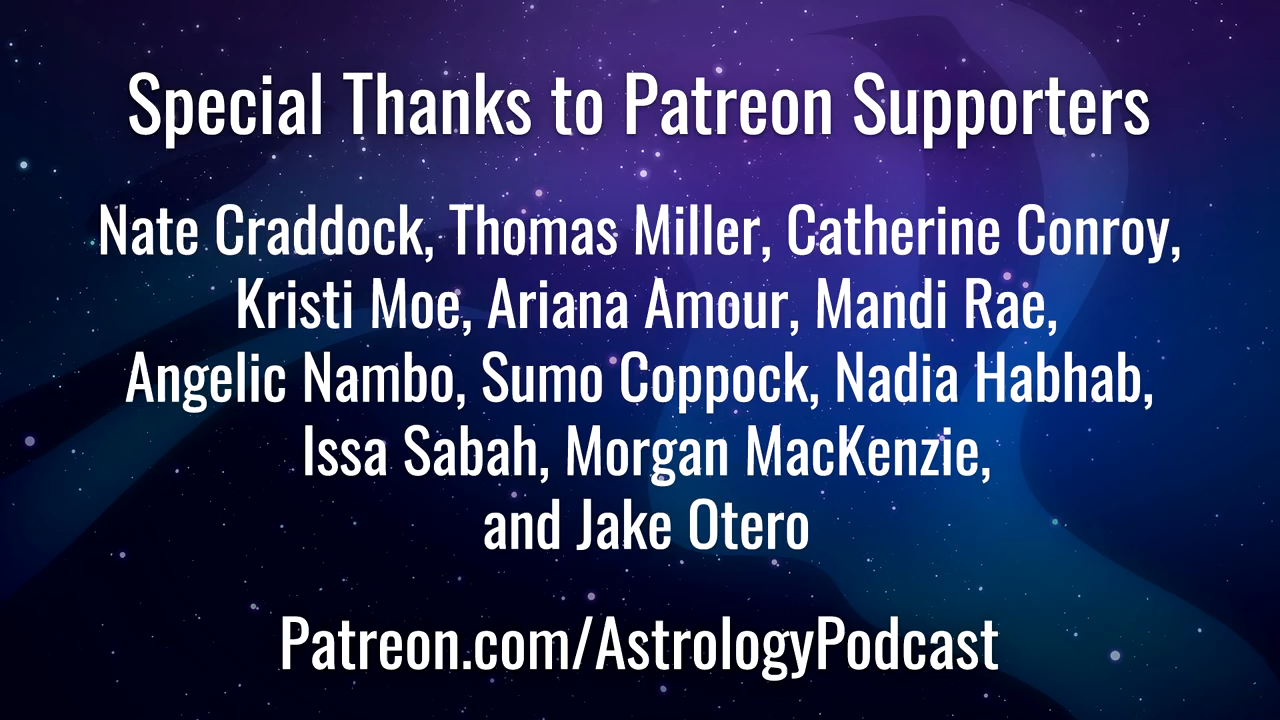 Special Thanks to Patreon Supporters
Nate Craddock, Thomas Miller, Catherine Conroy,
Kristi Moe, Ariana Amour, Mandi Rae,
Angelic Nambo, Sumo Coppock, Nadia Habhab,
Issa Sabah, Morgan MacKenzie,
and Jake Otero
Patreon.com/AstrologyPodcast